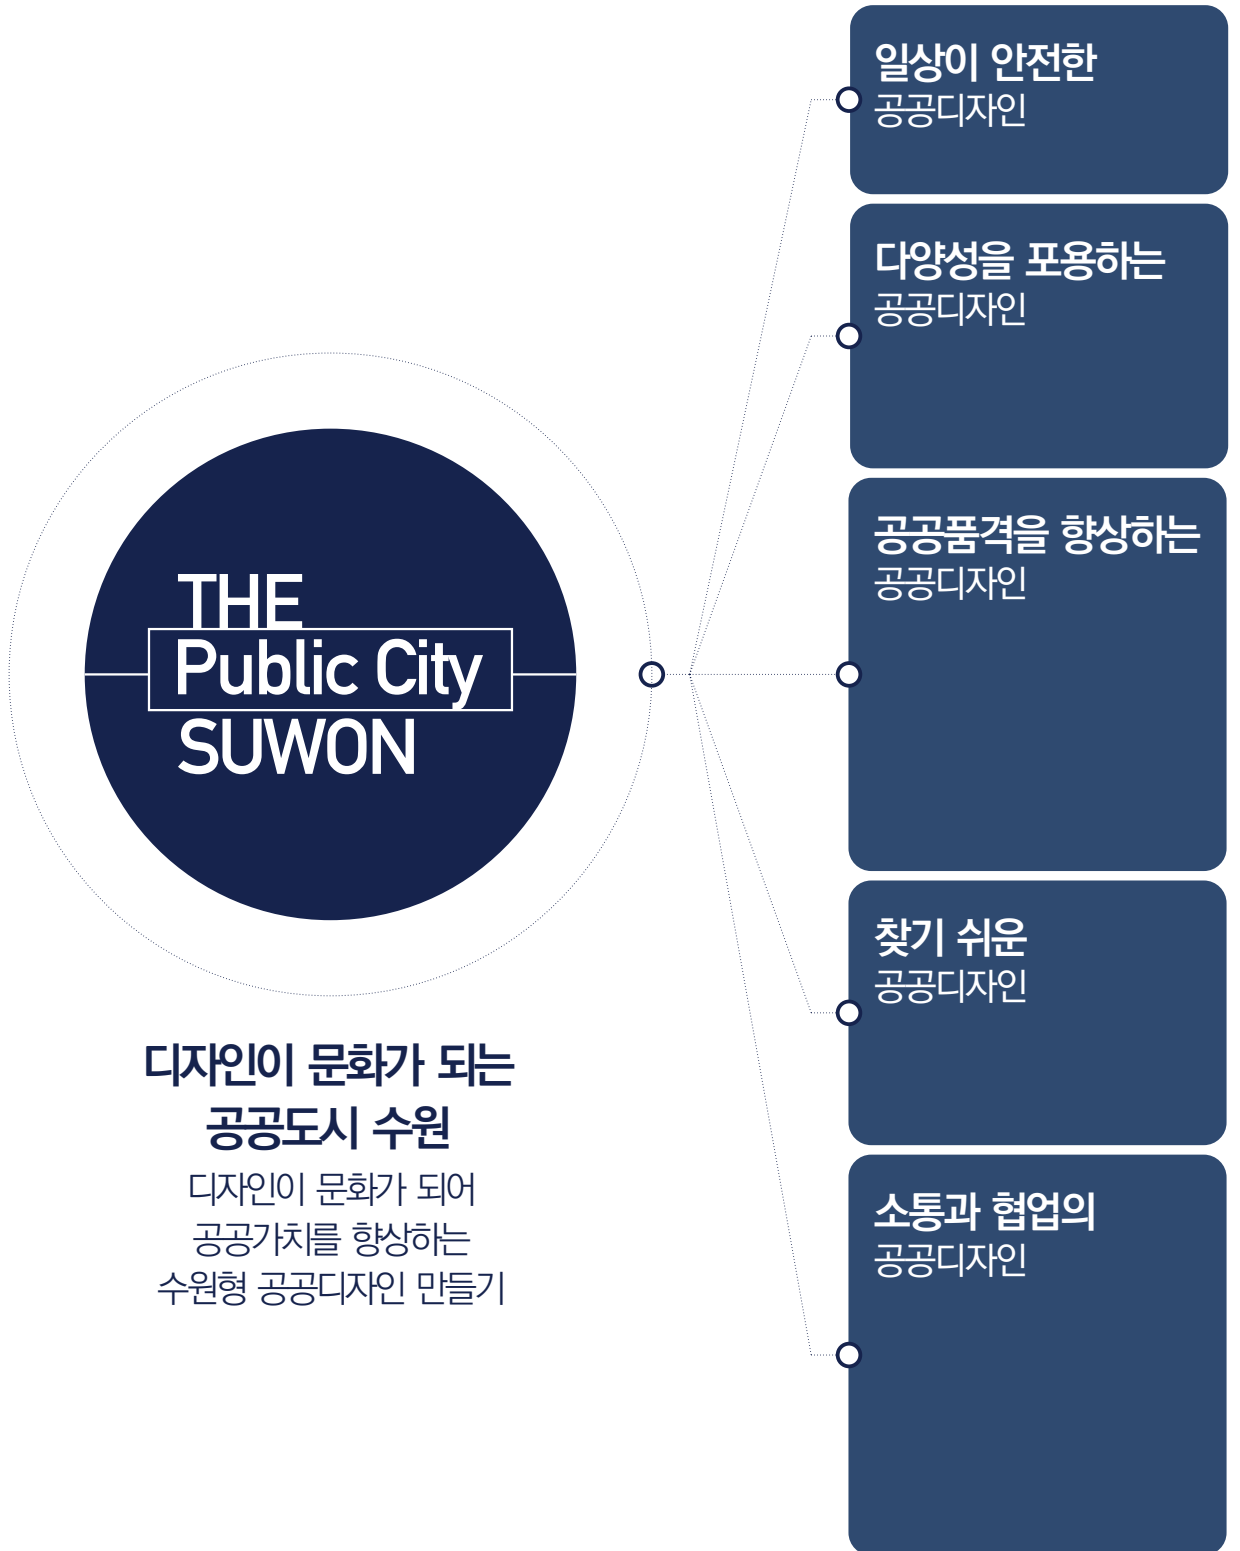 THE
Public City
SUWON
디자인이 문화가 되는
공공도시 수원
디자인이 문화가 되어
공공가치를 향상하는
수원형 공공디자인 만들기
일상이 안전한
공공디자인
다양성을 포용하는
공공디자인
공공품격을 향상하는
공공디자인
찾기 쉬운
공공디자인
소통과 협업의
공공디자인